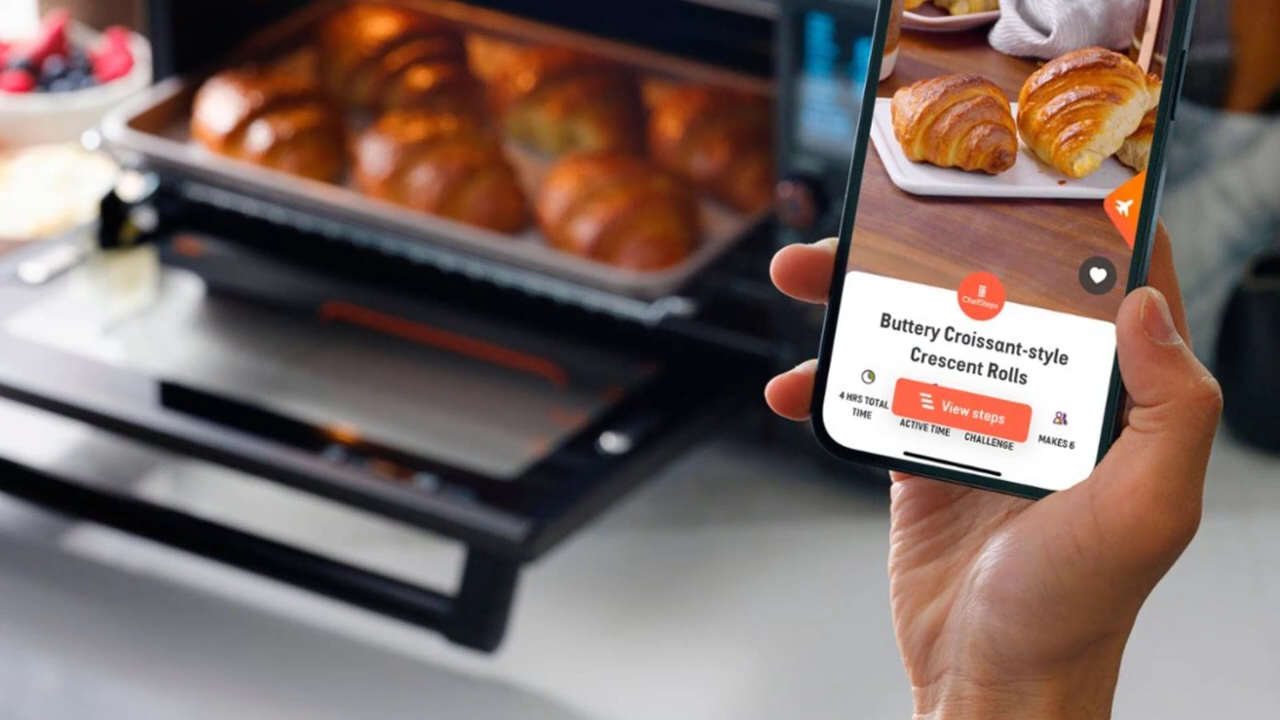 ChefSteps
Buttery Croissant-style
Crescent Rolls
4 HRS TOTAL
TIME
View steps
ACTIVE TIME
CHALLENGE
MAKES 6